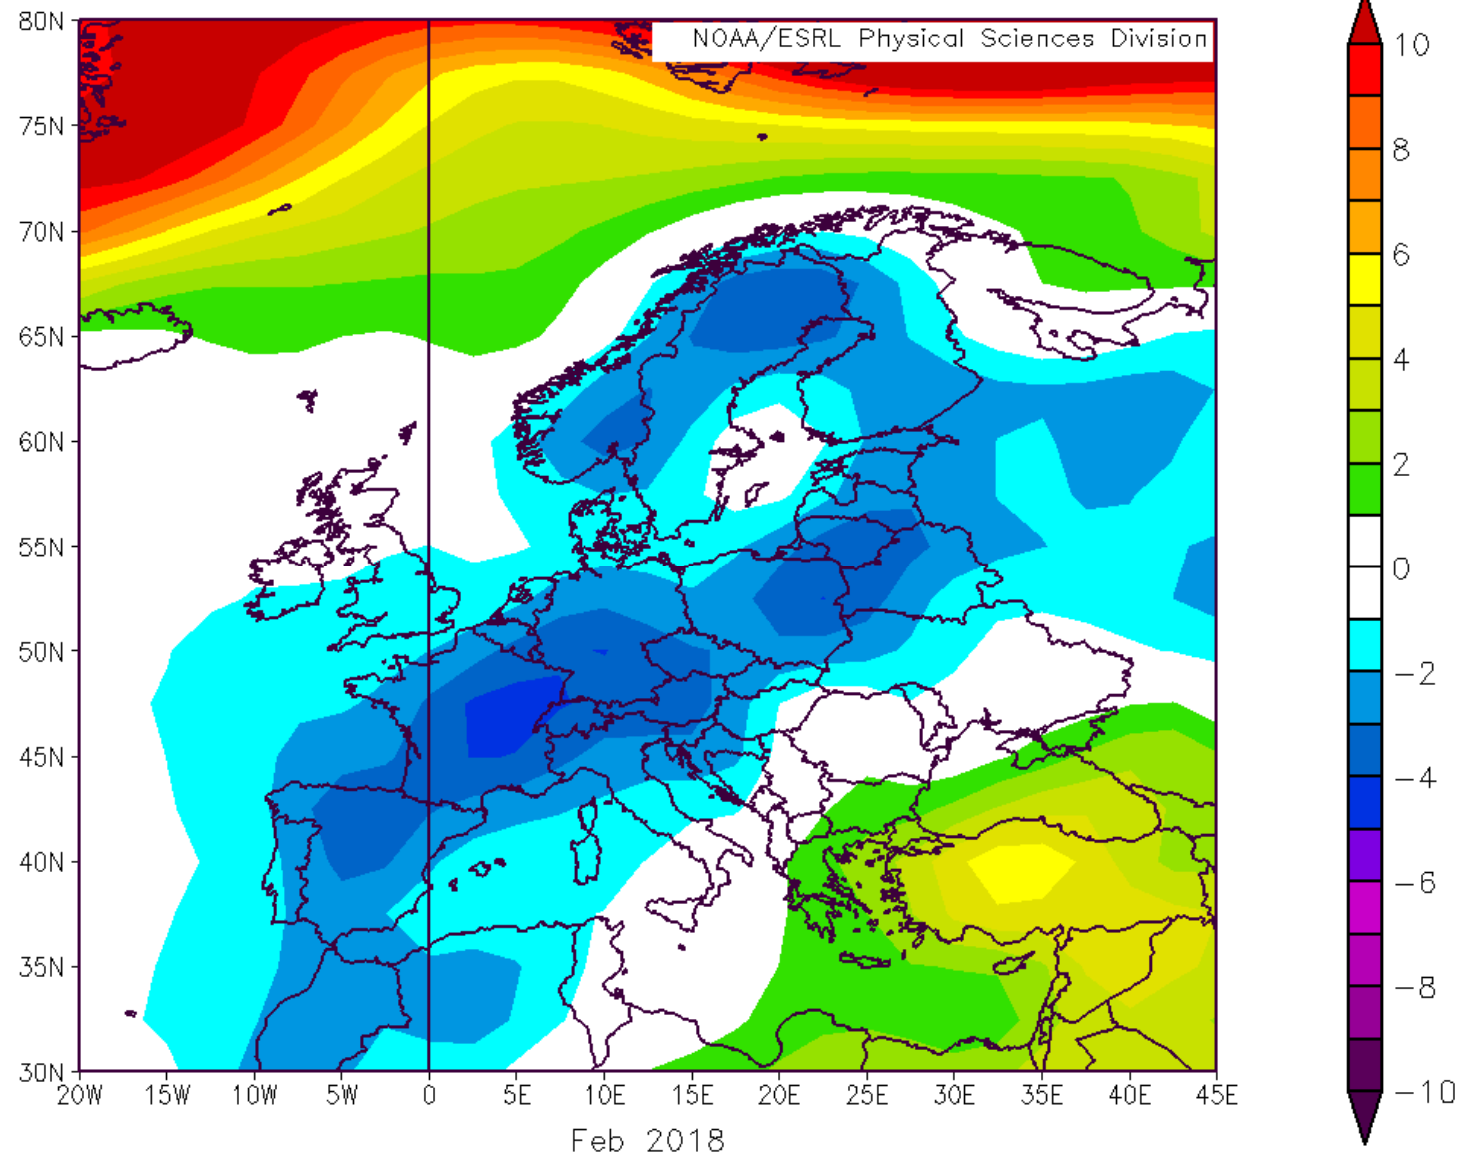 NOAA/ESRL Physical Sciences Division
80N
75N
70N
65N
60N
55N
50N
45N
40N
35N
30N
20W 15W 10W 5W 0 5E 10E 15E 20E 25E 30E 35E 40E 45E
Feb 2018
10
8
6
4
2
0
-2
-4
-6
-8
-10